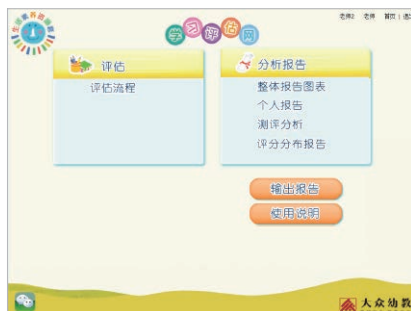 老师2 老师 首页
学习评估网
评估
评估流程
分析报告
整体报告图表
个人报告
测评分析
评分分布报告
输出报告
使用说明
大众幼教